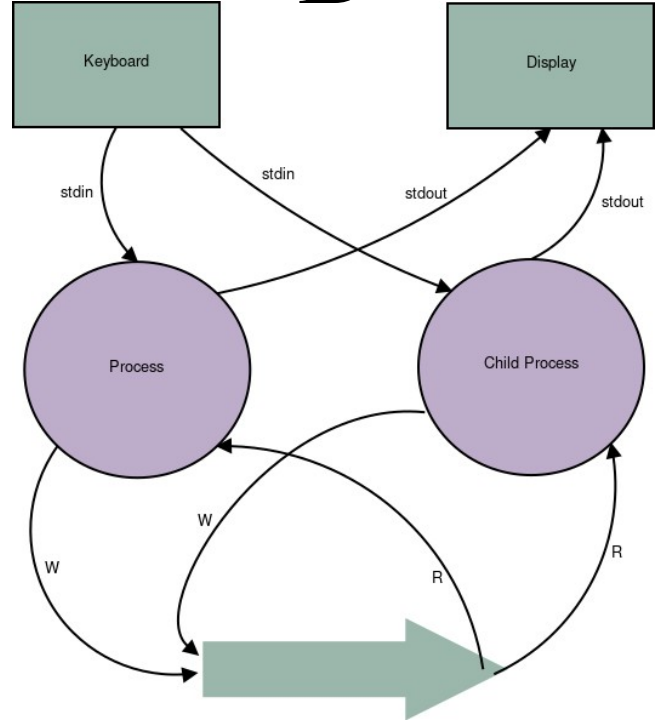 Keyboard
Display
stdin
stdin
stdout
stdout
Process
Child Process
W
W
R
R